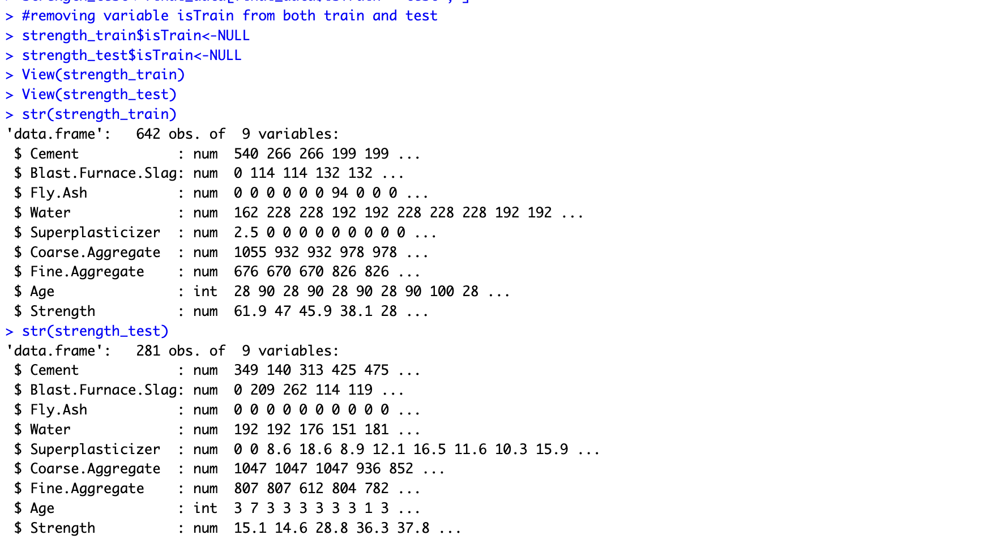 > #removing variable isTrain from both train and test
> strength_train$isTrain<-NULL
> strength_test$isTrain<-NULL
> View(strength_train)
> View(strength_test)
> str(strength_train)
'data.frame':   642 obs. of  9 variables:
 $ Cement            : num  540 266 266 199 199 ...
 $ Blast.Furnace.Slag: num  0 114 114 132 132 ...
 $ Fly.Ash           : num  0 0 0 0 0 0 94 0 0 0 ...
 $ Water             : num  162 228 228 192 192 228 228 228 192 192 ...
 $ Superplasticizer  : num  2.5 0 0 0 0 0 0 0 0 0 ...
 $ Coarse.Aggregate  : num  1055 932 932 978 978 ...
 $ Fine.Aggregate    : num  676 670 670 826 826 ...
 $ Age               : int  28 90 28 90 28 90 28 90 100 28 ...
 $ Strength          : num  61.9 47 45.9 38.1 28 ...
> str(strength_test)
'data.frame':   281 obs. of  9 variables:
 $ Cement            : num  349 140 313 425 475 ...
 $ Blast.Furnace.Slag: num  0 209 262 114 119 ...
 $ Fly.Ash           : num  0 0 0 0 0 0 0 0 0 0 ...
 $ Water             : num  192 192 176 151 181 ...
 $ Superplasticizer  : num  0 0 8.6 18.6 8.9 12.1 16.5 11.6 10.3 15.9 ...
 $ Coarse.Aggregate  : num  1047 1047 1047 936 852 ...
 $ Fine.Aggregate    : num  807 807 612 804 782 ...
 $ Age               : int  3 7 3 3 3 3 3 3 1 3 ...
 $ Strength          : num  15.1 14.6 28.8 36.3 37.8 ...